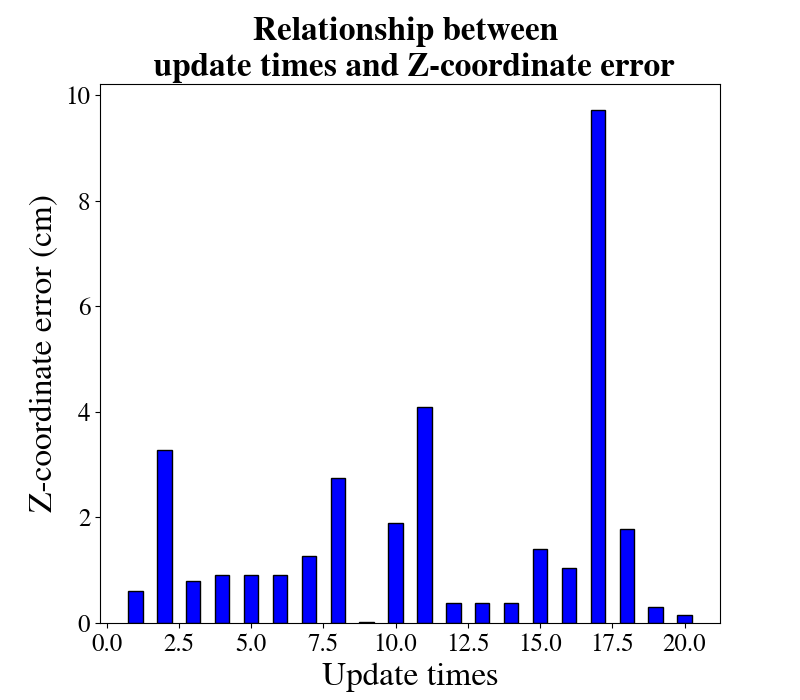 Relationship between
update times and Z-coordinate error
10
8
6
4
2
0
Z-coordinate error (cm)
0.0 2.5 5.0 7.5 10.0 12.5 15.0 17.5 20.0
Update times